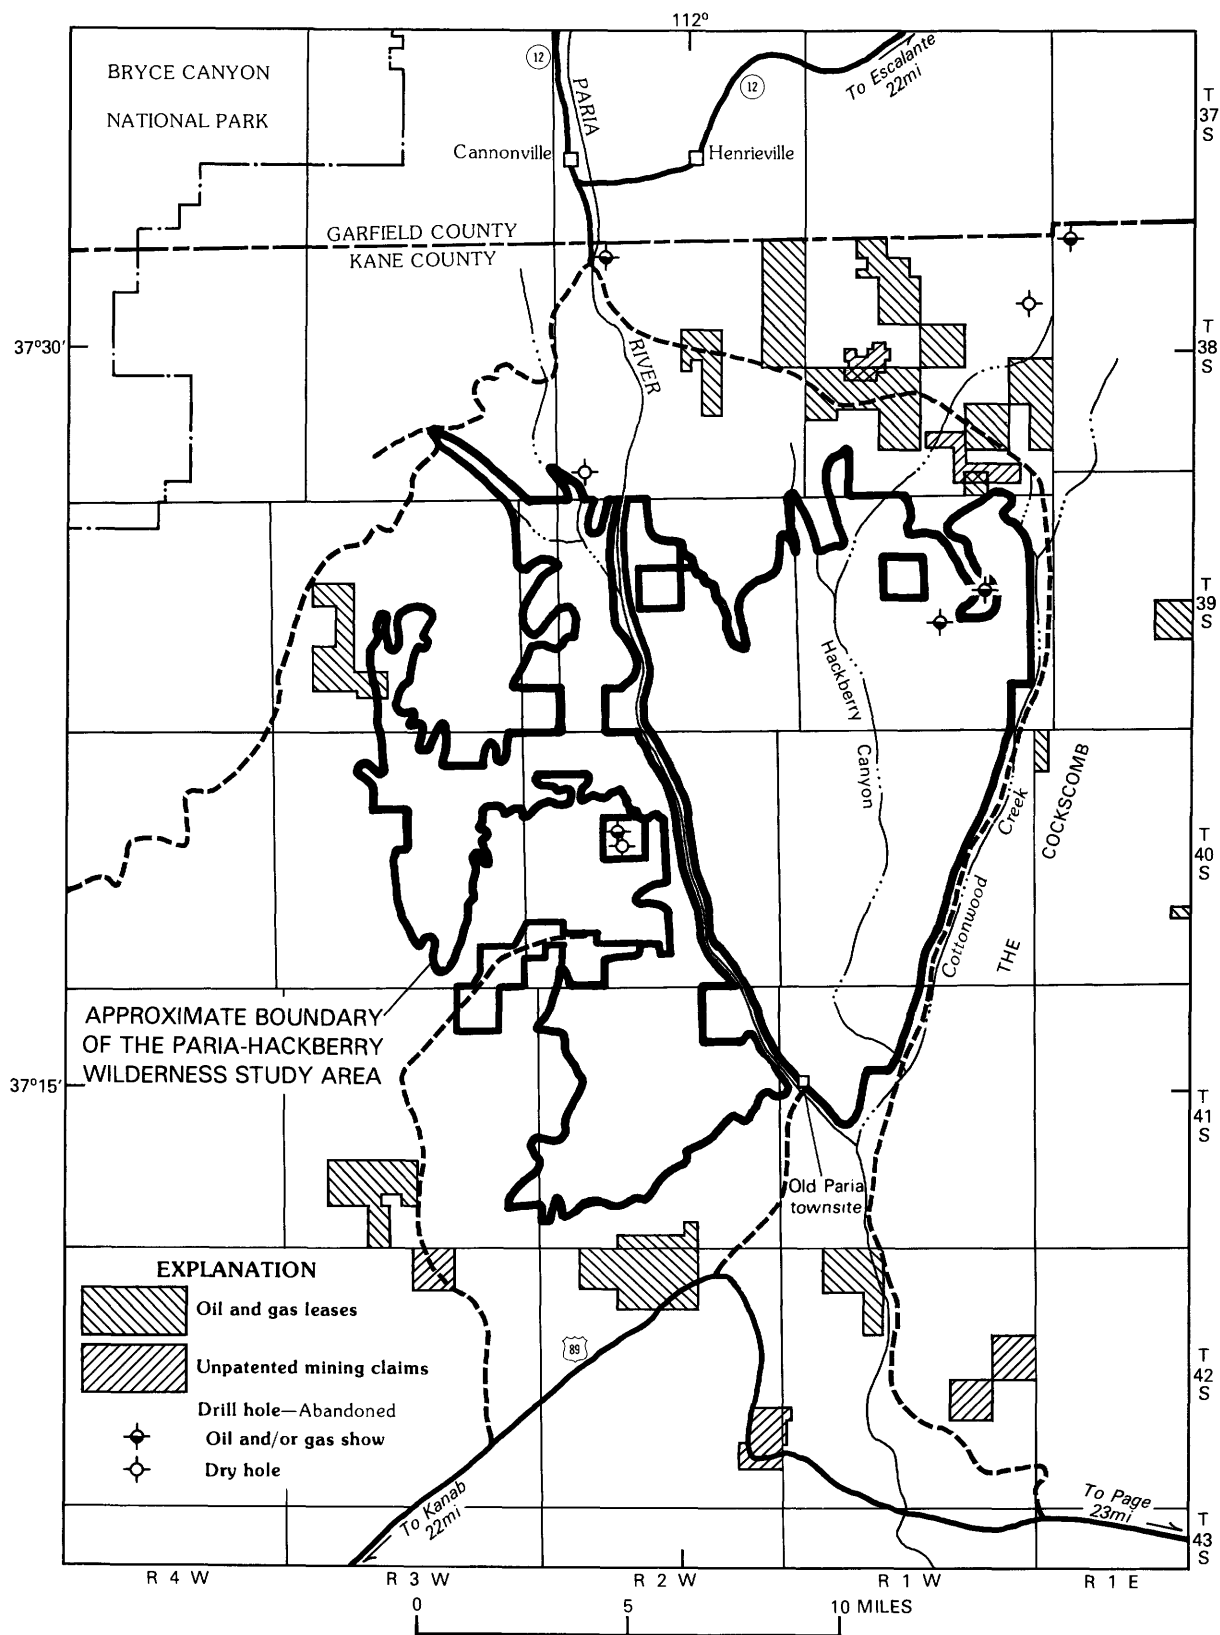 112°
BRYCE CANYON
NATIONAL PARK
12
PARIA
12
To Escalante
22mi
T
37
S
Cannonville
Henrieville
GARFIELD COUNTY
KANE COUNTY
37°30'
RIVER
T
38
S
T
39
S
Hackberry
Canyon
Creek
Cottonwood
THE
COCKSCOMB
T
40
S
APPROXIMATE BOUNDARY
OF THE PARIA-HACKBERRY
WILDERNESS STUDY AREA
37°15'
T
41
S
Old Paria
townsite
EXPLANATION
Oil and gas leases
Unpatented mining claims
Drill hole—Abandoned
Oil and/or gas show
Dry hole
89
T
42
S
To Kanab
22mi
To Page
23mi
T
43
S
R 4 W
R 3 W
R 2 W
R 1 W
R 1 E
0
5
10 MILES